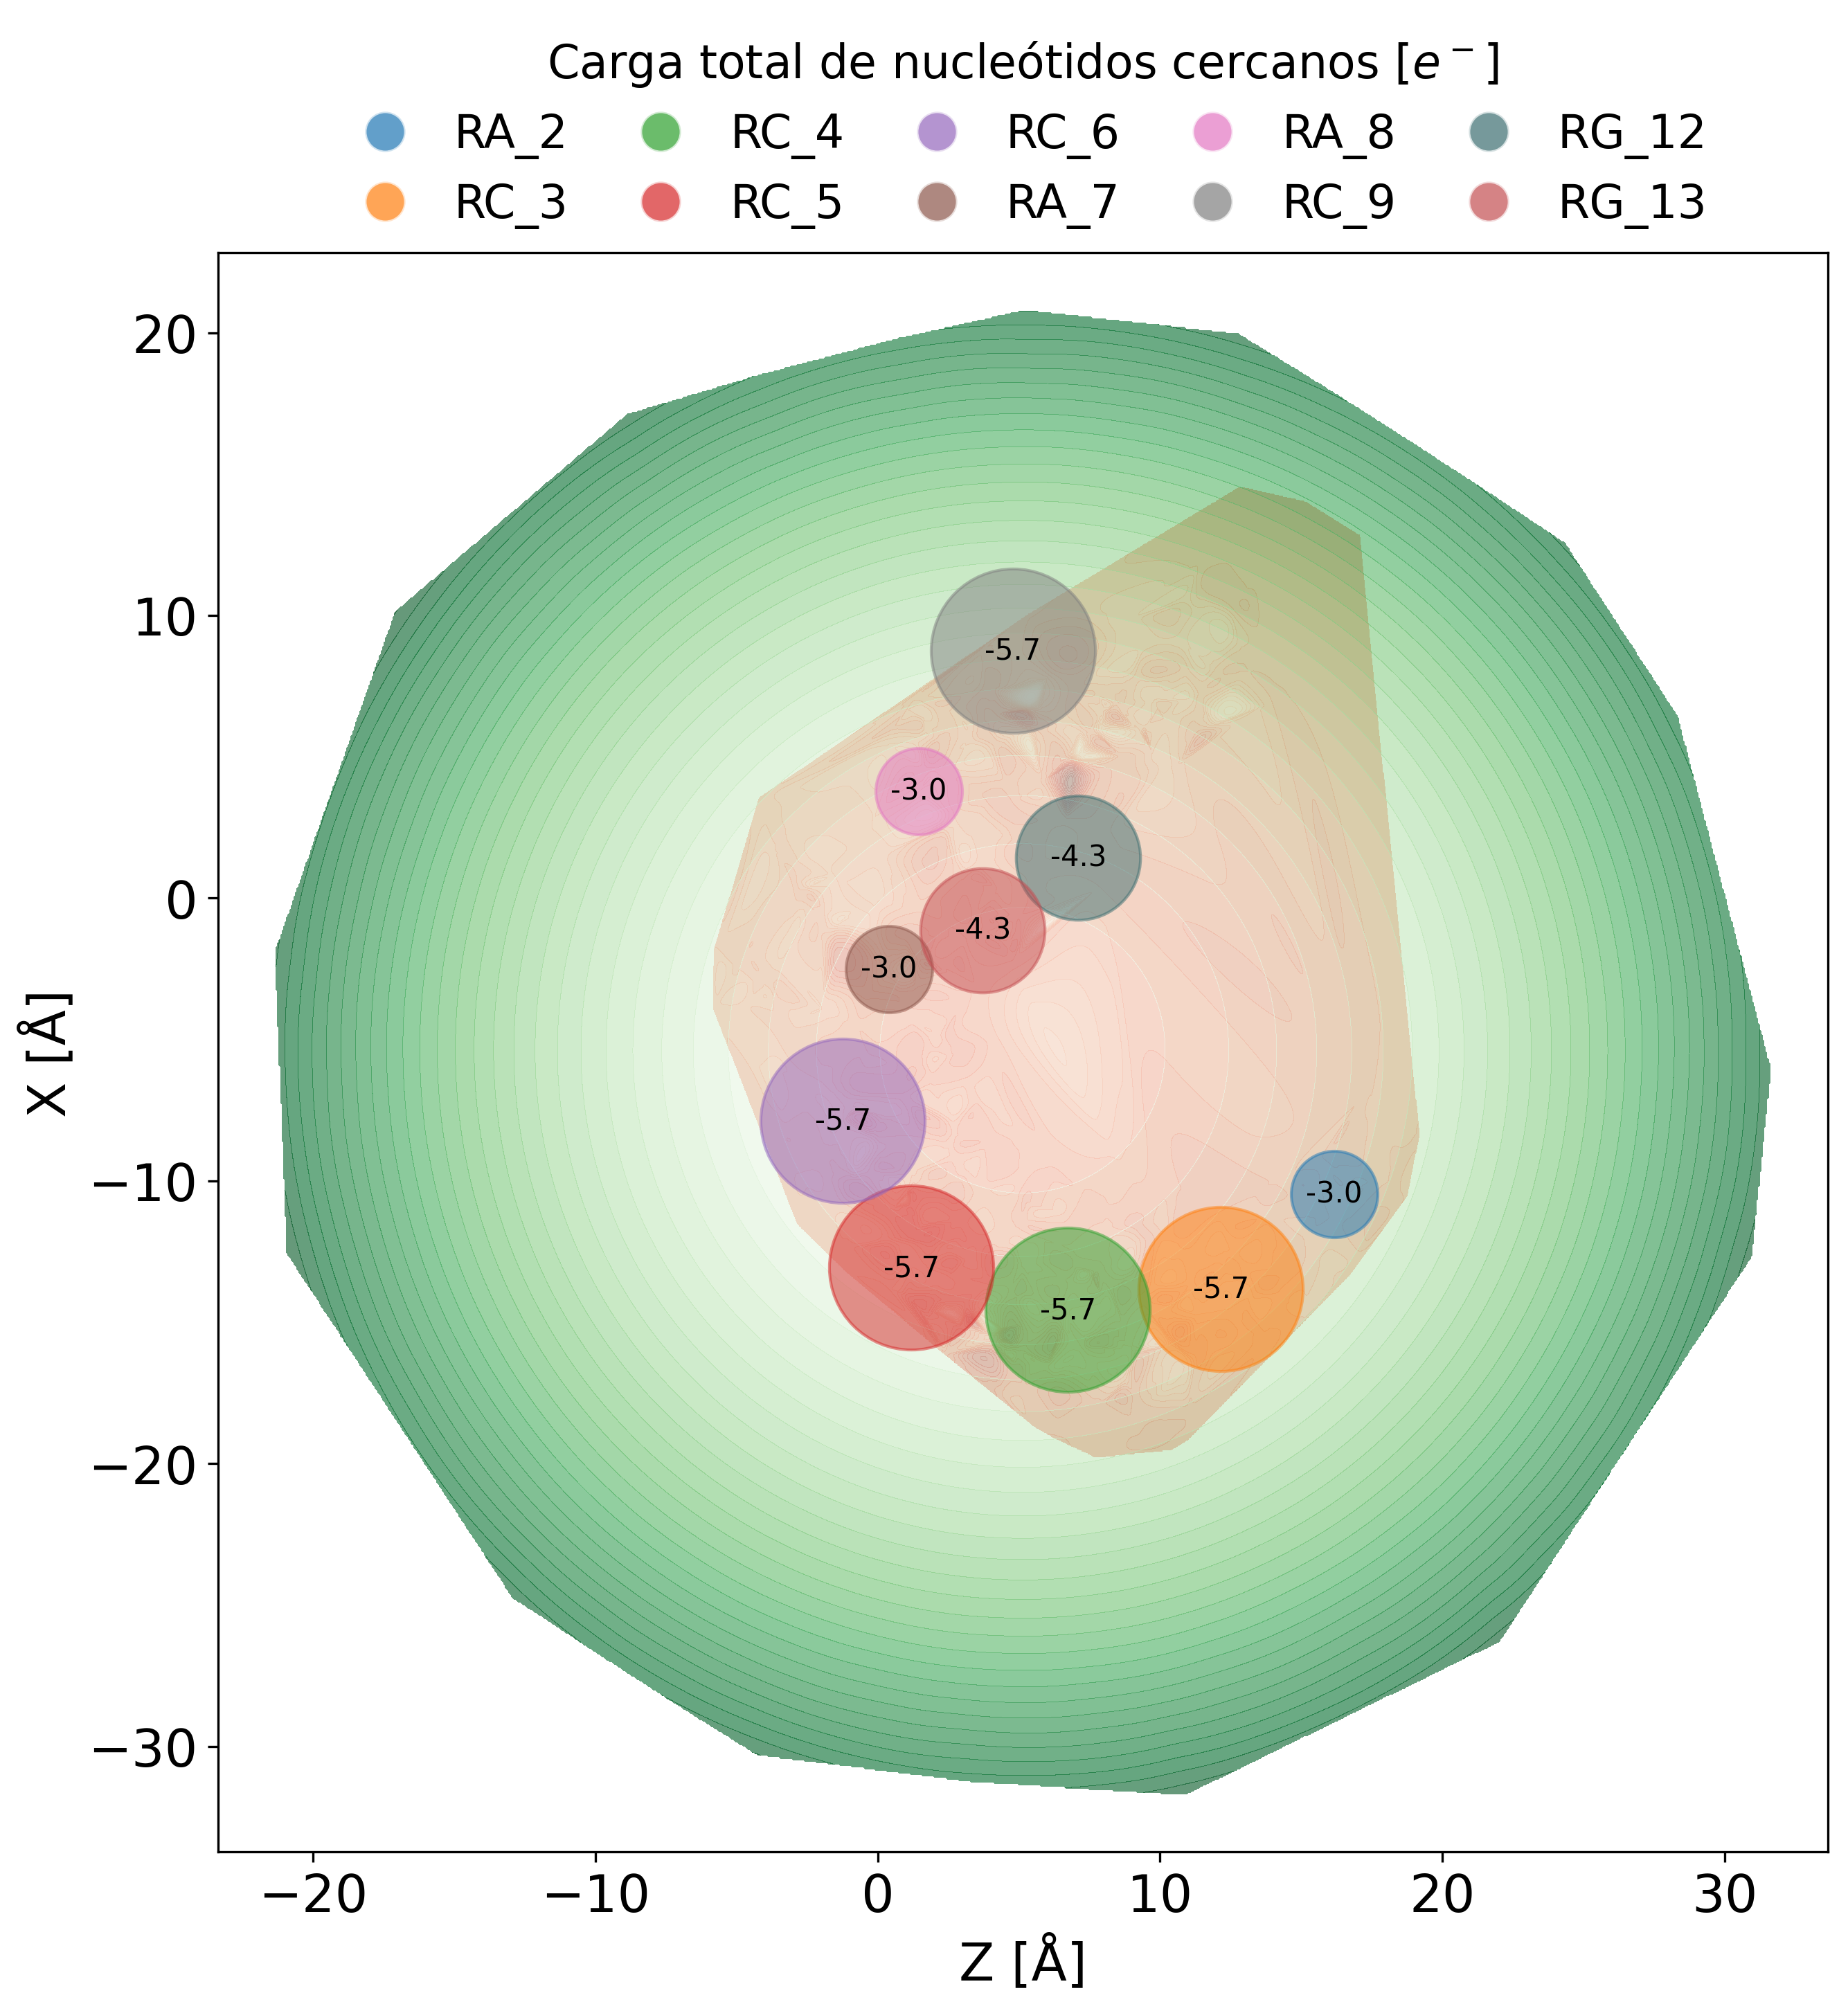 Carga total de nucleótidos cercanos [e⁻]
RA_2 RC_4 RC_6 RA_8 RG_12
RC_3 RC_5 RA_7 RC_9 RG_13
20
10
0
−10
−20
−30
X [Å]
-5.7
-3.0
-4.3
-4.3
-3.0
-5.7
-3.0
-5.7
-5.7
-5.7
−20 −10 0 10 20 30
Z [Å]